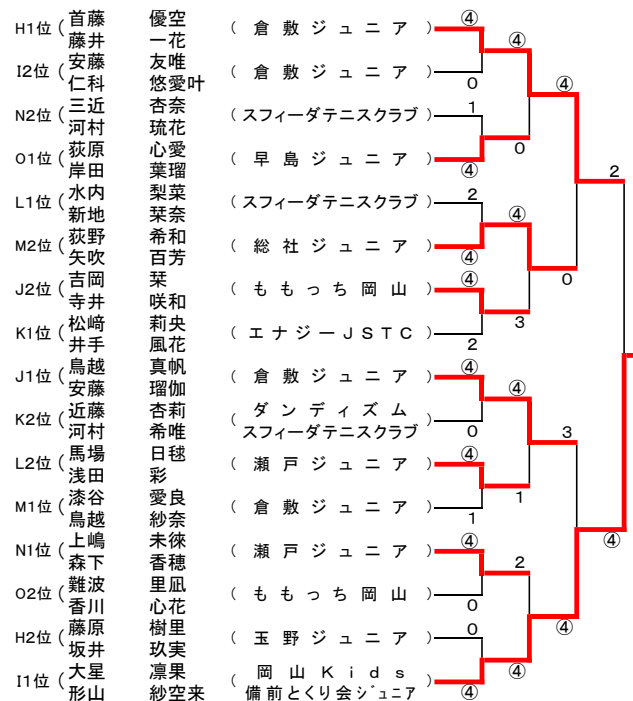 H1位 ( 首藤 優空
藤井 一花 ( 倉 敷 ジ ュ ニ ア ) ④
④
I2位 ( 安藤 友唯
仁科 悠愛叶 ( 倉 敷 ジ ュ ニ ア ) 0
④
N2位 ( 三近 杏奈
河村 琉花 ( スフィーダテニスクラブ ) 1
0
O1位 ( 荻原 心愛
岸田 葉瑠 ( 早 島 ジ ュ ニ ア ) ④
2
L1位 ( 水内 梨菜
新地 栞奈 ( スフィーダテニスクラブ ) 2
④
M2位 ( 荻野 希和
矢吹 百芳 ( 総 社 ジ ュ ニ ア ) ④
0
J2位 ( 吉岡 栞
寺井 咲和 ( も も っ ち 岡 山 ) ④
3
K1位 ( 松﨑 莉央
井手 風花 ( エ ナ ジ ー J S T C ) 2
J1位 ( 鳥越 真帆
安藤 瑠伽 ( 倉 敷 ジ ュ ニ ア ) ④
④
K2位 ( 近藤 杏莉
河村 希唯 ( ダ ン デ ィ ズ ム
スフィーダテニスクラブ ) 0
3
L2位 ( 馬場 日毬
浅田 彩 ( 瀬 戸 ジ ュ ニ ア ) ④
1
M1位 ( 漆谷 愛良
鳥越 紗奈 ( 倉 敷 ジ ュ ニ ア ) 1
④
N1位 ( 上嶋 未徠
森下 香穂 ( 瀬 戸 ジ ュ ニ ア ) ④
2
O2位 ( 難波 里凪
香川 心花 ( も も っ ち 岡 山 ) 0
④
H2位 ( 藤原 樹里
坂井 玖実 ( 玉 野 ジ ュ ニ ア ) 0
④
I1位 ( 大星 凛果
形山 紗空来 ( 岡 山 K i d s
備前とくり会ジュニア ) ④